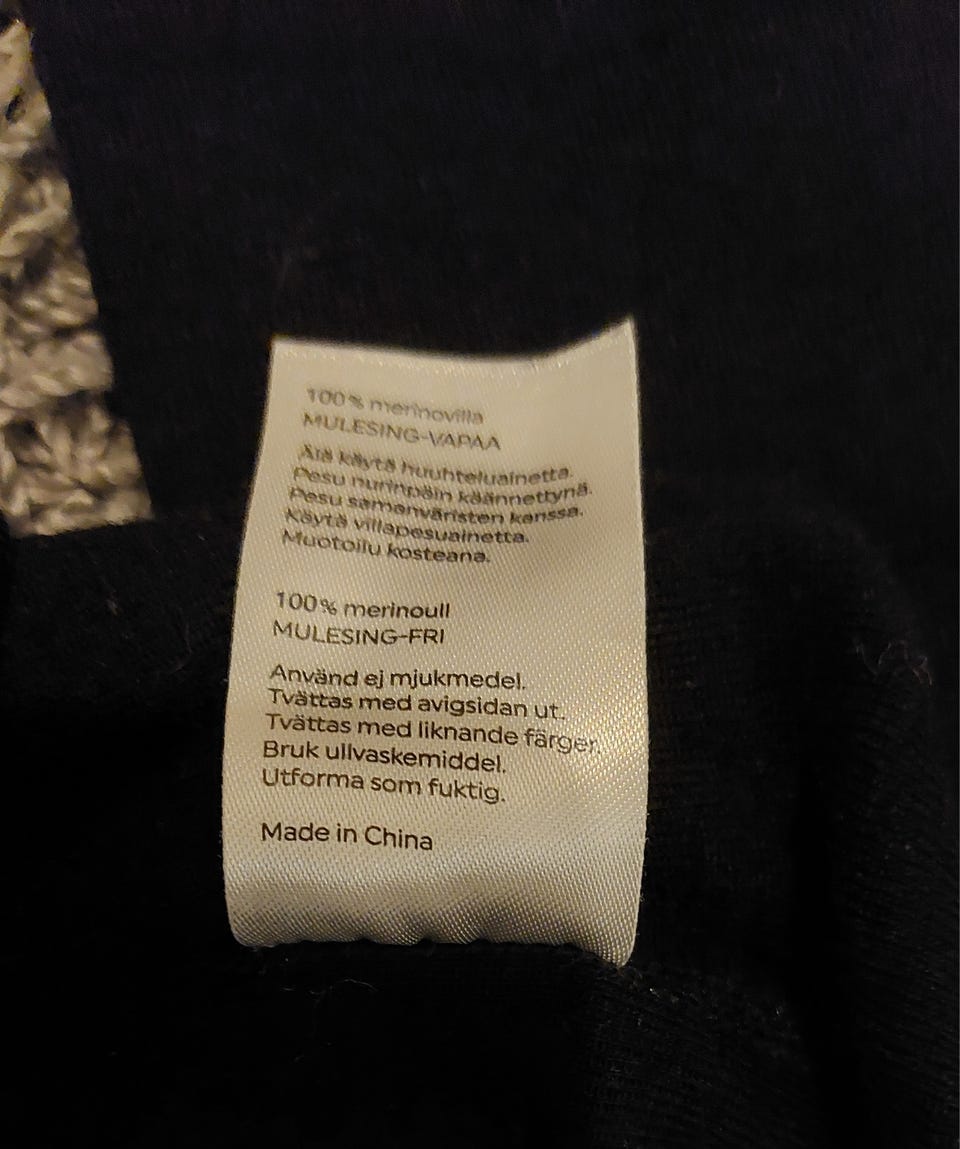 100% merinovilla
MULESING-VAPAA
Älä käytä huuhteluainetta.
Pesu nurinpäin käännettynä.
Pesu samanväristen kanssa.
Käytä villapesuainetta.
Muotoilu kosteana.
100% merinoull
MULESING-FRI
Använd ej mjukmedel.
Tvättas med avigsidan ut.
Tvättas med liknande färger.
Bruk ullvaskemiddel.
Utforma som fuktig.
Made in China